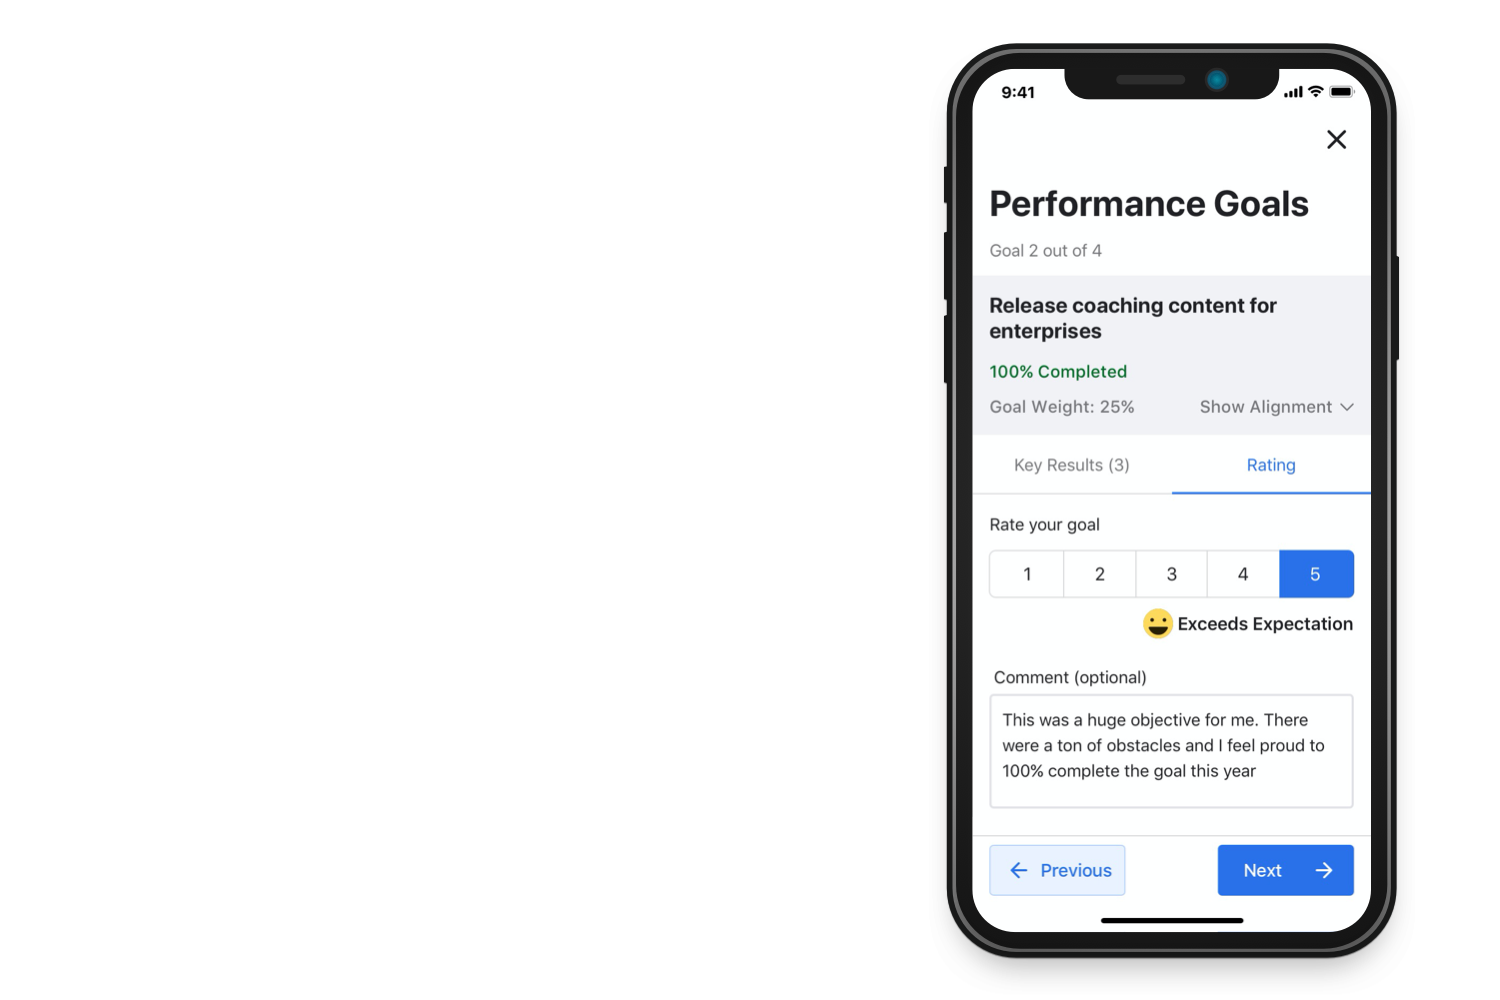 9:41
Performance Goals
Goal 2 out of 4
Release coaching content for
enterprises
100% Completed
Goal Weight: 25%
Show Alignment
Key Results (3)
Rating
Rate your goal
1 2 3 4 5
Exceeds Expectation
Comment (optional)
This was a huge objective for me. There
were a ton of obstacles and I feel proud to
100% complete the goal this year
Previous
Next